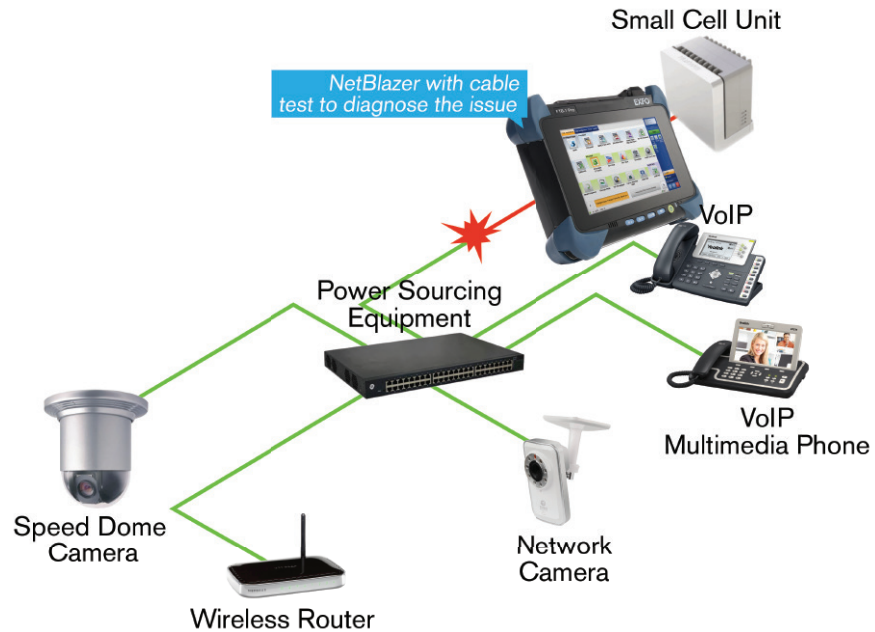 Small Cell Unit
NetBlazer with cable
test to diagnose the issue
EXFO
VoIP
Power Sourcing
Equipment
VoIP
Multimedia Phone
Speed Dome
Camera
Network
Camera
Wireless Router